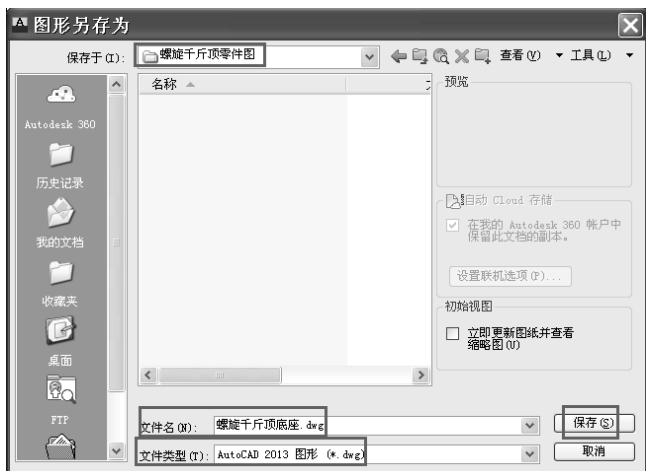 图形另存为
保存于(I): 螺旋千斤顶零件图 查看(V) 工具(L)
名称
预览
Autodesk 360
历史记录
我的文档
收藏夹
桌面
FTP
自动 Cloud 存储
在我的 Autodesk 360 帐户中
保留此文档的副本。
设置联机选项(P)...
初始视图
立即更新图纸并查看
缩略图(U)
文件名(N): 螺旋千斤顶底座.dwg 保存(S)
文件类型(T): AutoCAD 2013 图形 (*.dwg) 取消